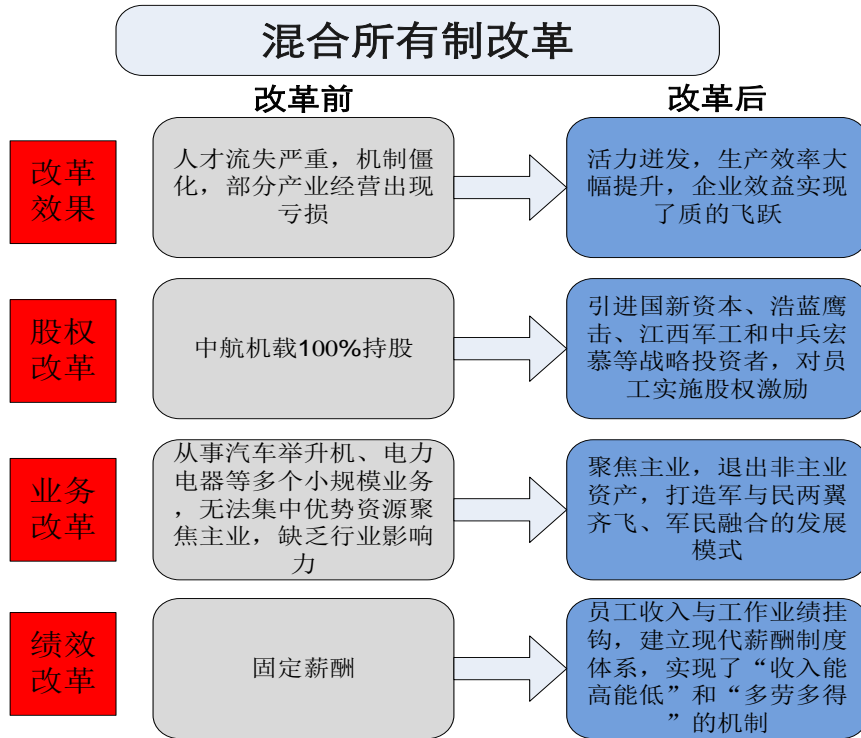 混合所有制改革
改革前
改革后
改革
效果
人才流失严重，机制僵
化，部分产业经营出现
亏损
活力迸发，生产效率大
幅提升，企业效益实现
了质的飞跃
股权
改革
中航机载100%持股
引进国新资本、浩蓝鹰
击、江西军工和中兵宏
慕等战略投资者，对员
工实施股权激励
业务
改革
从事汽车举升机、电力
电器等多个小规模业务
，无法集中优势资源聚
焦主业，缺乏行业影响
力
聚焦主业，退出非主业
资产，打造军与民两翼
齐飞、军民融合的发展
模式
绩效
改革
固定薪酬
员工收入与工作业绩挂
钩，建立现代薪酬制度
体系，实现了“收入能
高能低”和“多劳多得
”的机制